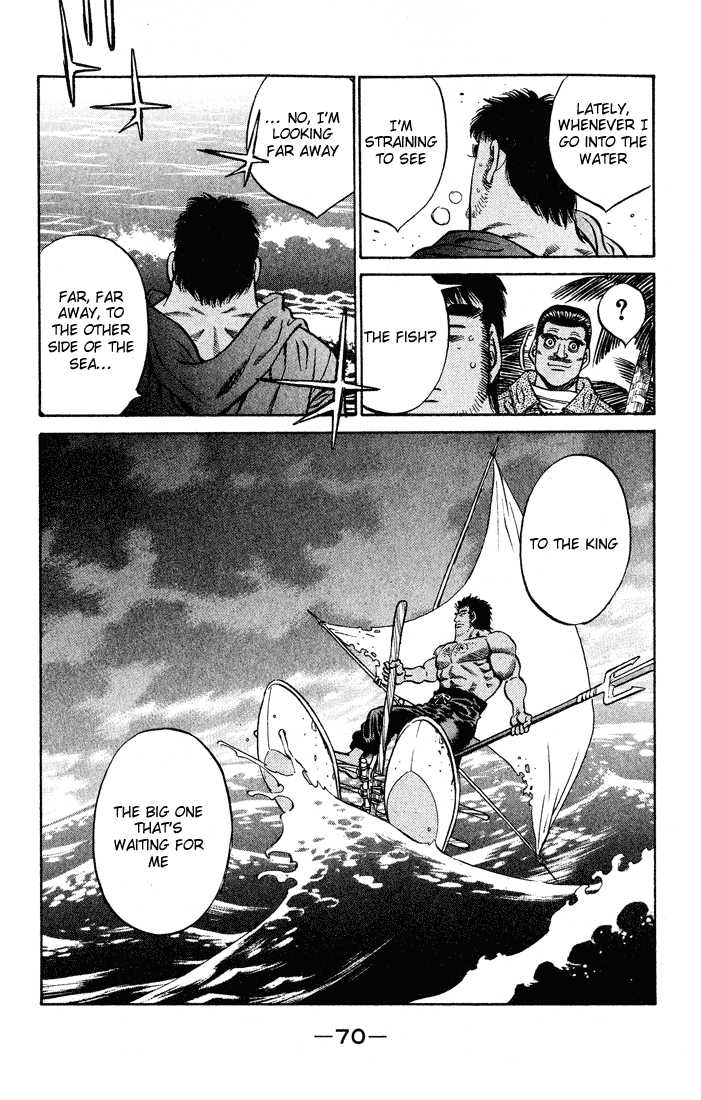 LATELY,
WHENEVER I
GO INTO THE
WATER
I'M
STRAINING
TO SEE
... NO, I'M
LOOKING
FAR AWAY
FAR, FAR
AWAY, TO
THE OTHER
SIDE OF THE
SEA...
?
THE FISH?
TO THE KING
THE BIG ONE
THAT'S
WAITING FOR
ME
—70—